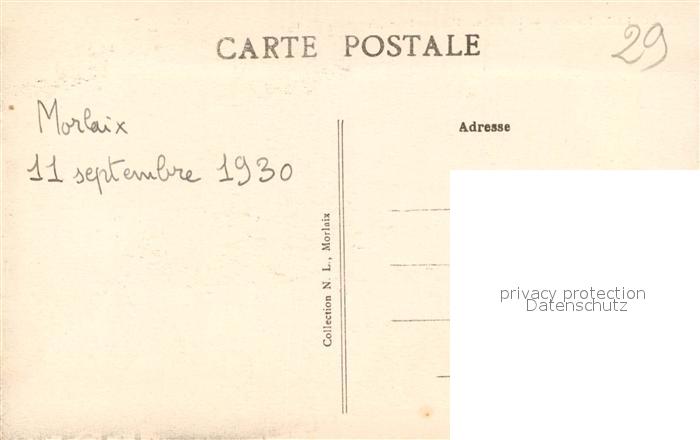 CARTE POSTALE
29
Morlaix
11 septembre 1930
Collection N. L., Morlaix
Adresse
privacy protection
Datenschutz